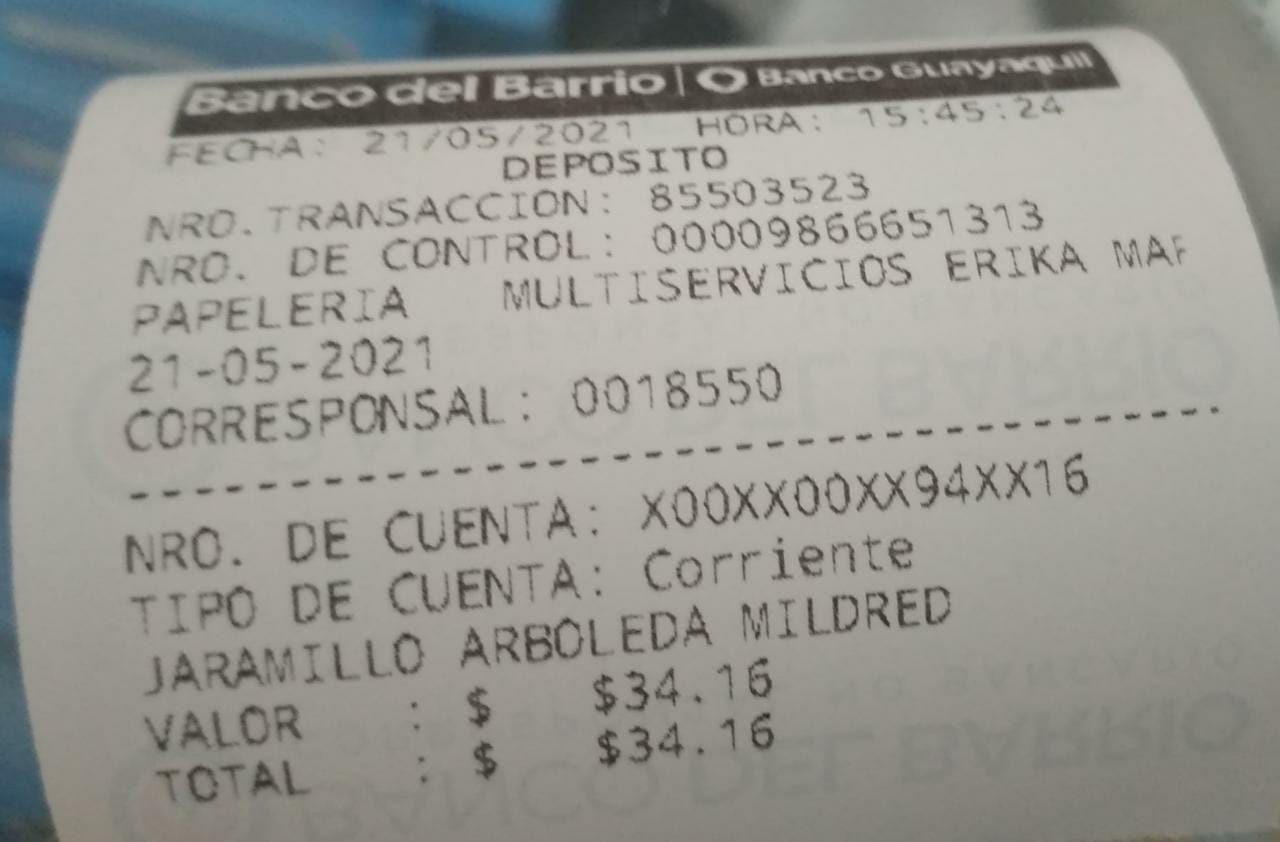 Banco del Barrio | Banco Guayaquil
FECHA: 21/05/2021 HORA: 15:45:24
DEPOSITO
NRO.TRANSACCION: 85503523
NRO. DE CONTROL: 00009866651313
PAPELERIA MULTISERVICIOS ERIKA MAR
21-05-2021
CORRESPONSAL: 0018550
NRO. DE CUENTA: X00XX00XX94XX16
TIPO DE CUENTA: Corriente
JARAMILLO ARBOLEDA MILDRED
VALOR : $ $34.16
TOTAL : $ $34.16